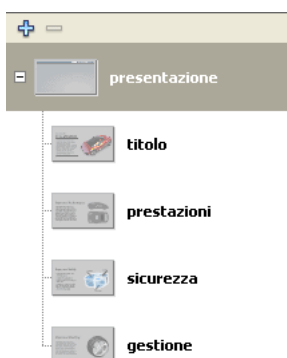 presentazione
titolo
prestazioni
sicurezza
gestione